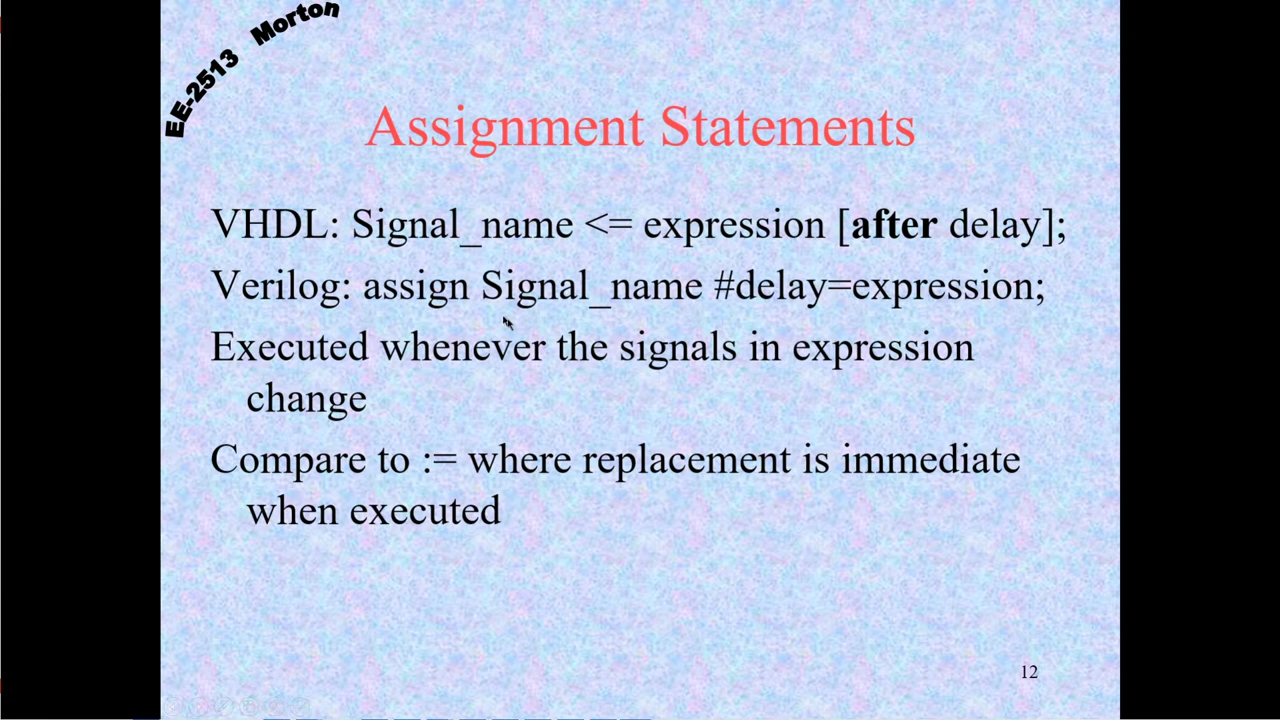 EE-2513 Morton
Assignment Statements
VHDL: Signal_name <= expression [after delay];
Verilog: assign Signal_name #delay=expression;
Executed whenever the signals in expression
change
Compare to := where replacement is immediate
when executed
12